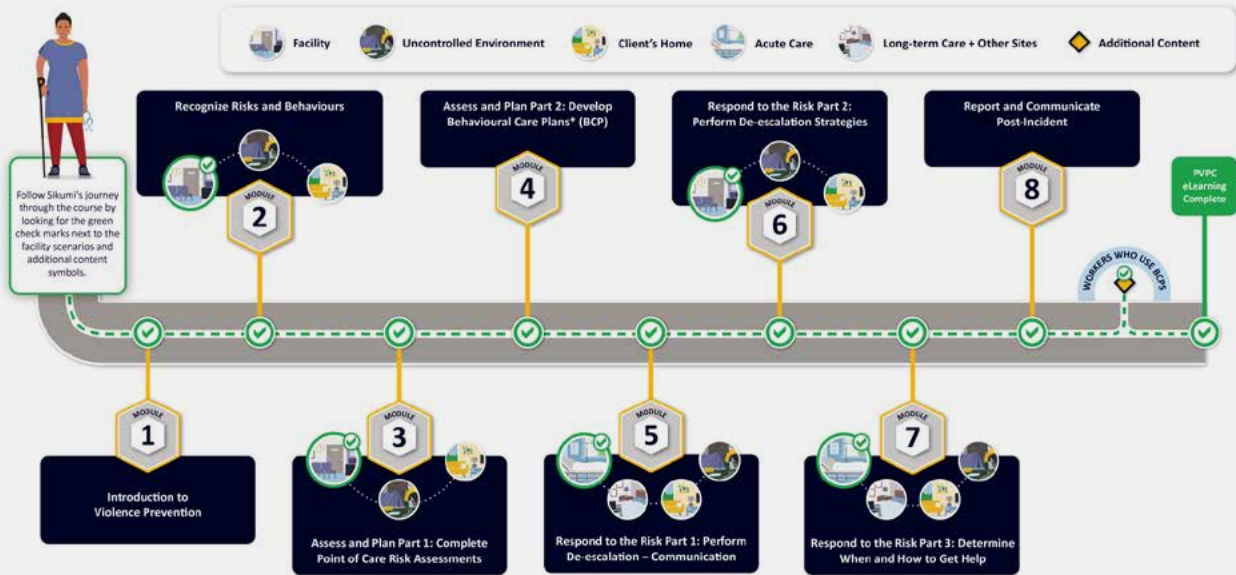 Facility
Uncontrolled Environment
Client's Home
Acute Care
Long-term Care + Other Sites
Additional Content
Follow Sikumi's journey
through the course by
looking for the green
check marks next to the
facility scenarios and
additional content
symbols.
Recognize Risks and Behaviours
MODULE
2
Assess and Plan Part 2: Develop
Behavioural Care Plans* (BCP)
MODULE
4
Respond to the Risk Part 2:
Perform De-escalation Strategies
MODULE
6
Report and Communicate
Post-Incident
MODULE
8
PVPC
eLearning
Complete
WORKERS WHO USE BCPS
MODULE
1
Introduction to
Violence Prevention
MODULE
3
Assess and Plan Part 1: Complete
Point of Care Risk Assessments
MODULE
5
Respond to the Risk Part 1: Perform
De-escalation – Communication
MODULE
7
Respond to the Risk Part 3: Determine
When and How to Get Help